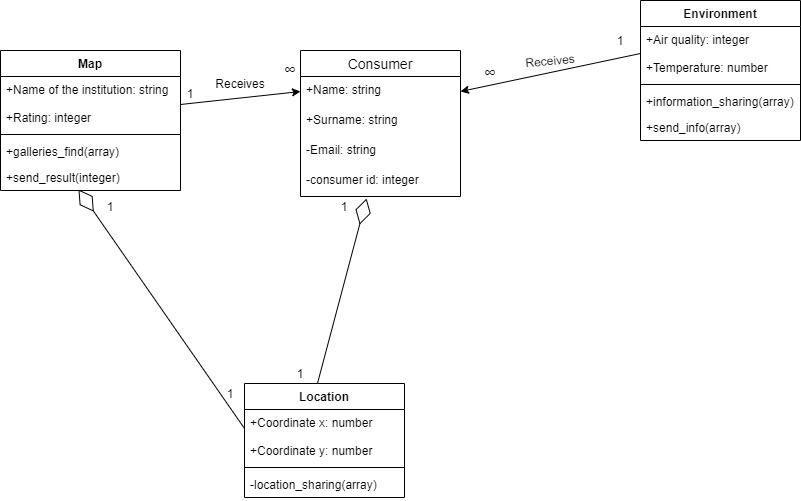 Environment
+Air quality: integer
+Temperature: number
+information_sharing(array)
+send_info(array)
1
Receives
∞
Map
+Name of the institution: string
+Rating: integer
+galleries_find(array)
+send_result(integer)
1
Receives
∞
Consumer
+Name: string
+Surname: string
-Email: string
-consumer id: integer
1
1
1
1
Location
+Coordinate x: number
+Coordinate y: number
-location_sharing(array)